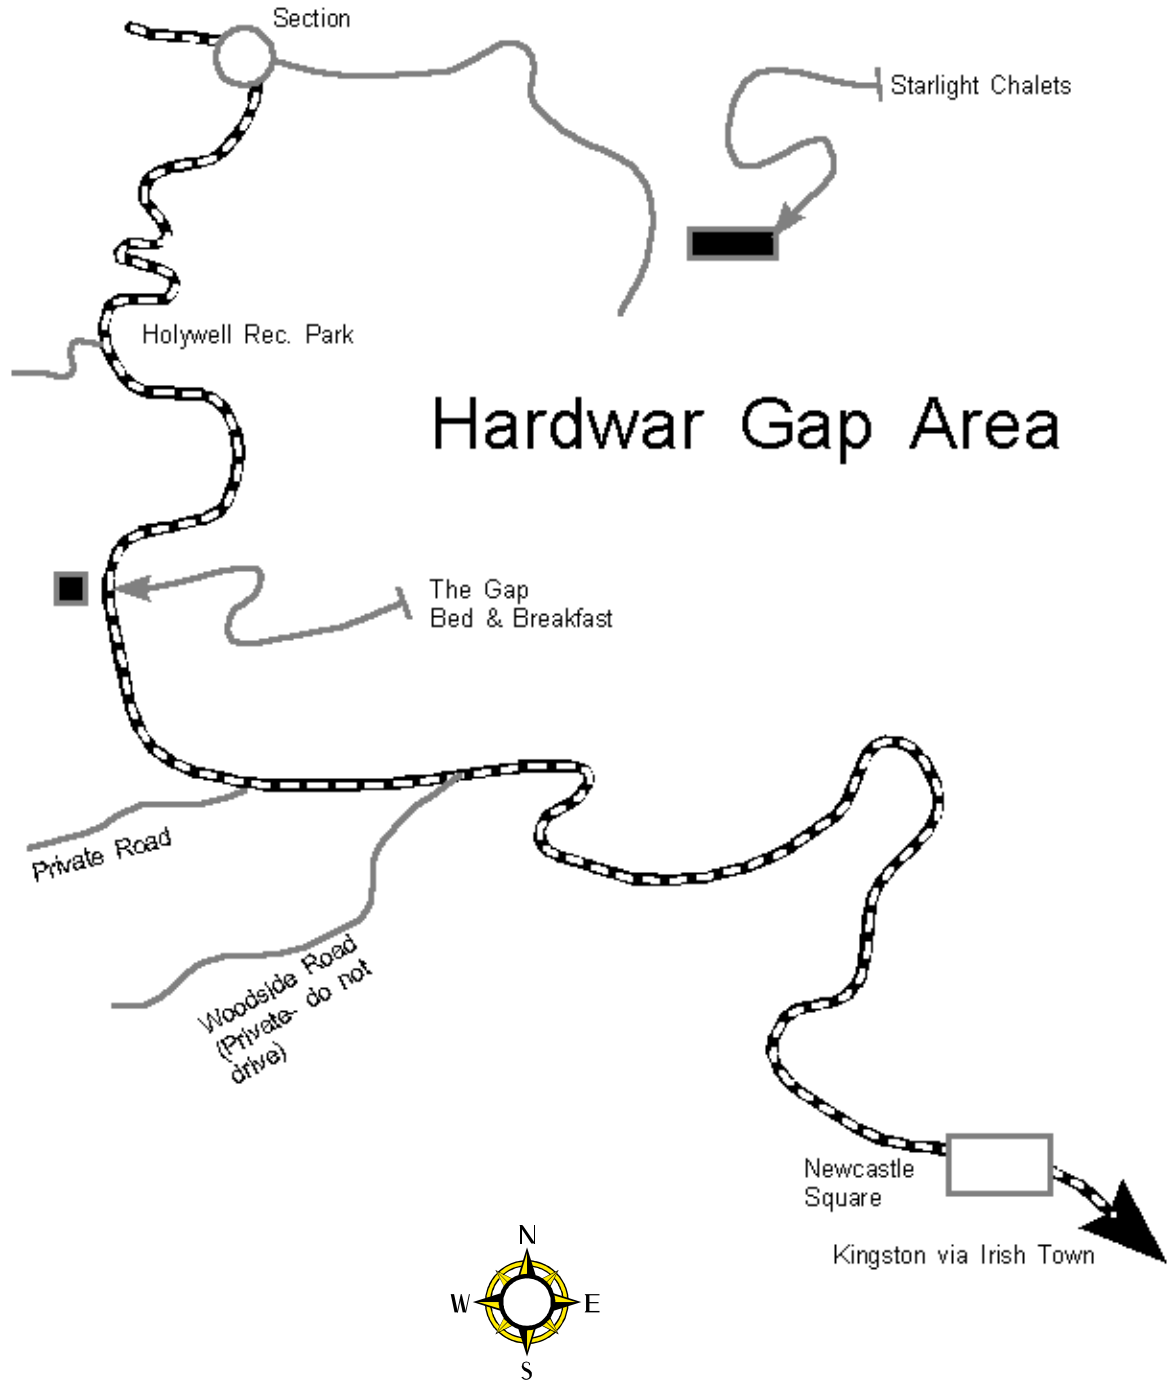 Section
Starlight Chalets
Holywell Rec. Park
Hardwar Gap Area
The Gap
Bed & Breakfast
Private Road
Woodside Road
(Private- do not
drive)
Newcastle
Square
Kingston via Irish Town
N
W E
S